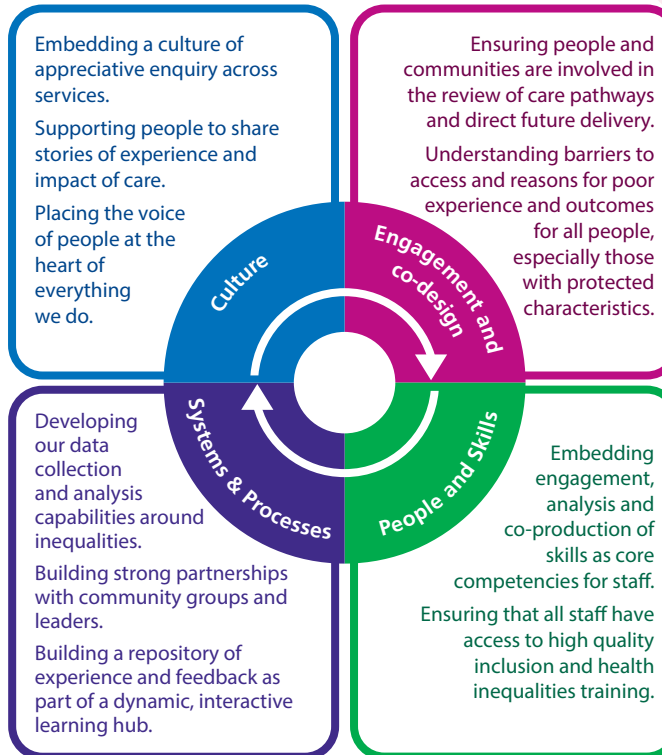 Embedding a culture of
appreciative enquiry across
services.
Supporting people to share
stories of experience and
impact of care.
Placing the voice
of people at the
heart of
everything
we do.
Ensuring people and
communities are involved in
the review of care pathways
and direct future delivery.
Understanding barriers to
access and reasons for poor
experience and outcomes
for all people,
especially those
with protected
characteristics.
Culture
Engagement and
co-design
Systems & Processes
People and Skills
Developing
our data
collection
and analysis
capabilities around
inequalities.
Building strong partnerships
with community groups and
leaders.
Building a repository of
experience and feedback as
part of a dynamic, interactive
learning hub.
Embedding
engagement,
analysis and
co-production of
skills as core
competencies for staff.
Ensuring that all staff have
access to high quality
inclusion and health
inequalities training.